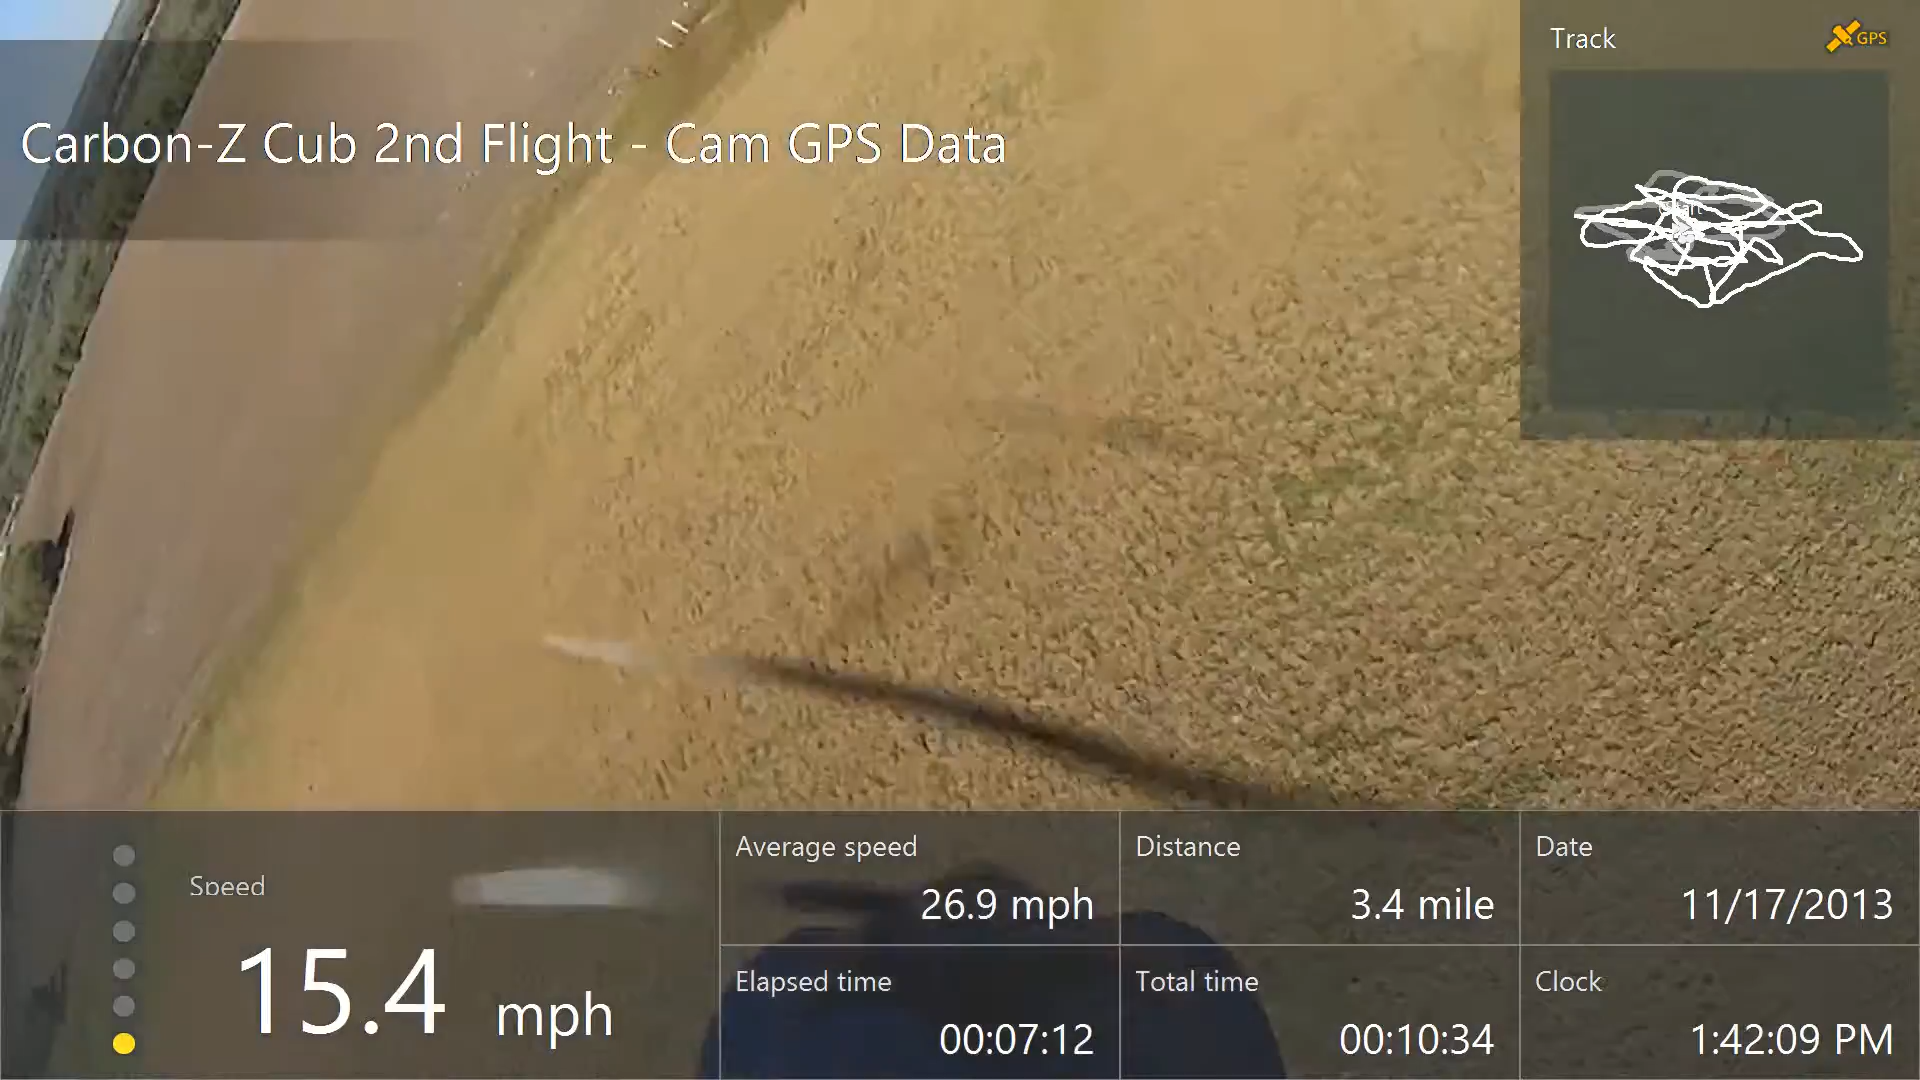 Track
GPS
Carbon-Z Cub 2nd Flight - Cam GPS Data
Start
Speed
15.4 mph
Average speed
26.9 mph
Distance
3.4 mile
Date
11/17/2013
Elapsed time
00:07:12
Total time
00:10:34
Clock
1:42:09 PM